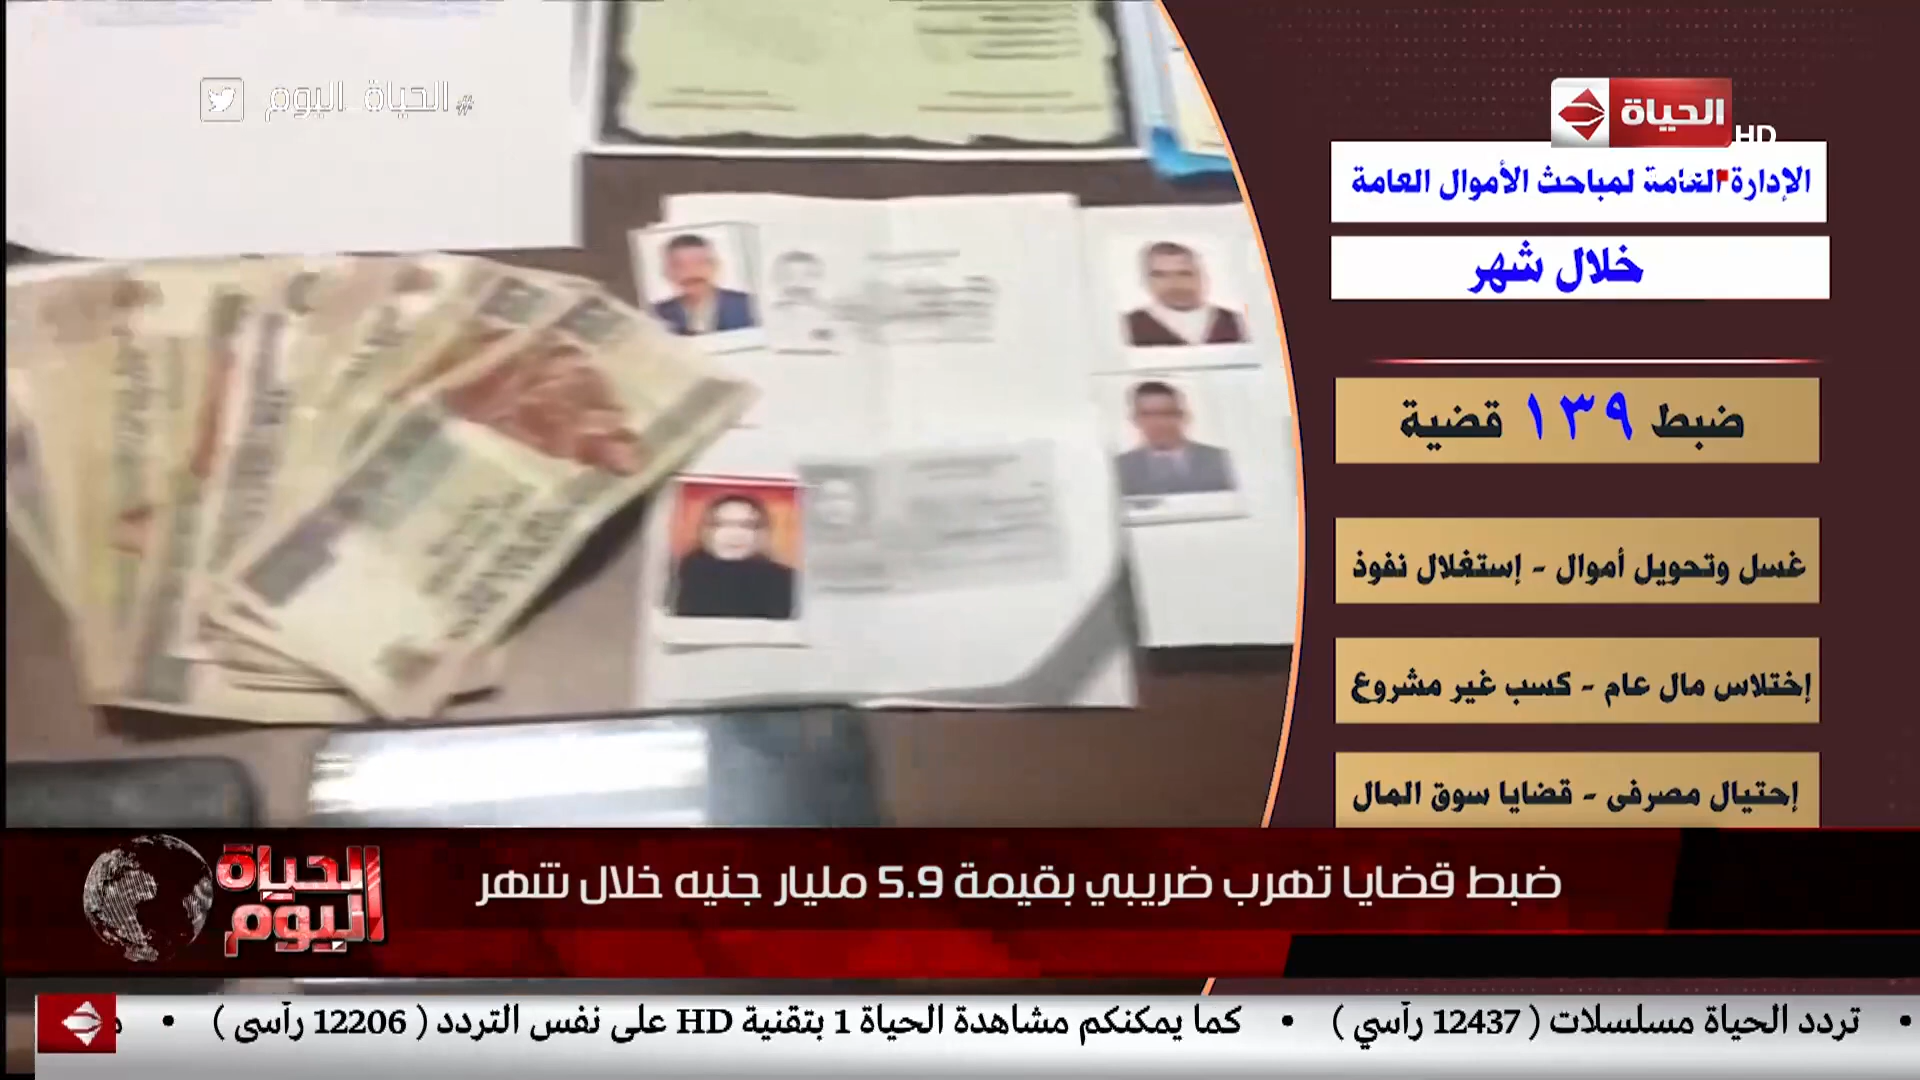 #الحياة_اليوم
الحياة
HD
الإدارة العامة لمباحث الأموال العامة
خلال شهر
ضبط ١٣٩ قضية
غسل وتحويل أموال - إستغلال نفوذ
إختلاس مال عام - كسب غير مشروع
إحتيال مصرفى - قضايا سوق المال
ضبط قضايا تهرب ضريبي بقيمة 5.9 مليار جنيه خلال شهر
الحياة
اليوم
• تردد الحياة مسلسلات ( 12437 رآسي ) • كما يمكنكم مشاهدة الحياة 1 بتقنية HD على نفس التردد ( 12206 رآسى ) •